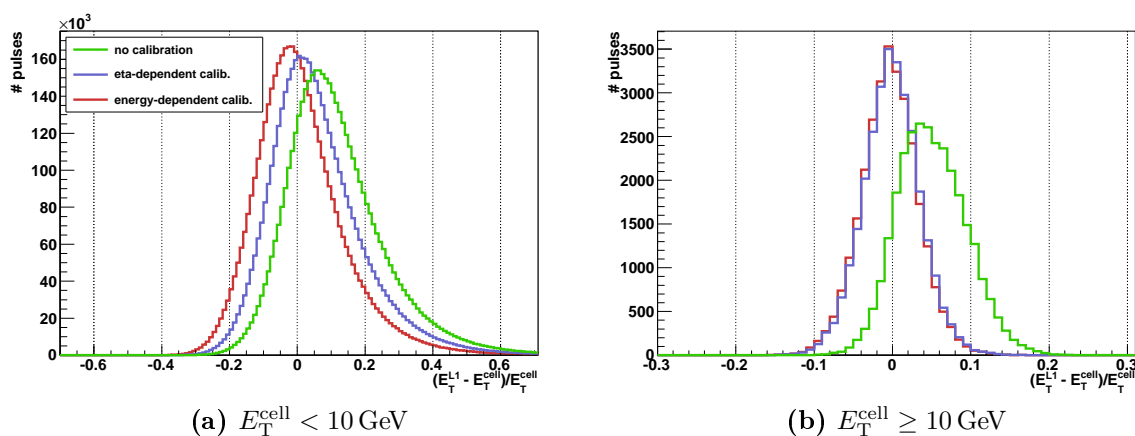 ×10³
# pulses
160
140
120
100
80
60
40
20
0
no calibration
eta-dependent calib.
energy-dependent calib.
-0.6 -0.4 -0.2 0 0.2 0.4 0.6
(E_T^L1 - E_T^cell)/E_T^cell
(a) E_T^cell < 10 GeV
# pulses
3500
3000
2500
2000
1500
1000
500
0
-0.3 -0.2 -0.1 0 0.1 0.2 0.3
(E_T^L1 - E_T^cell)/E_T^cell
(b) E_T^cell ≥ 10 GeV